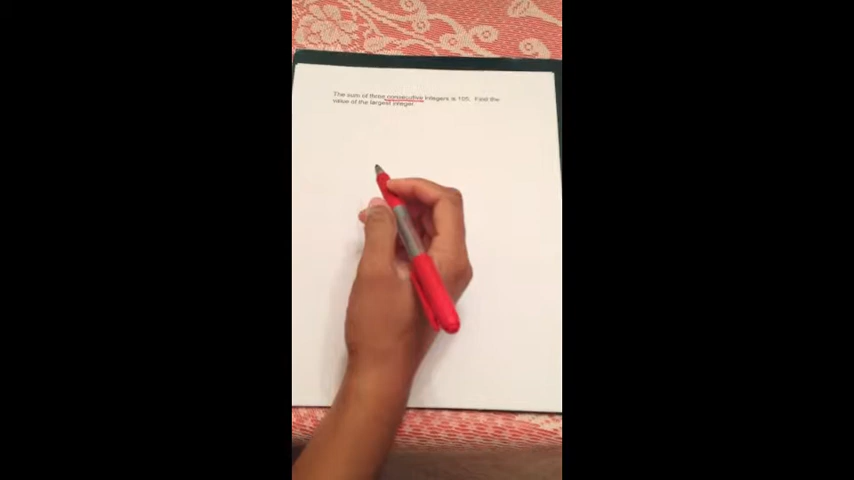 The sum of three consecutive integers is 105. Find the
value of the largest integer.